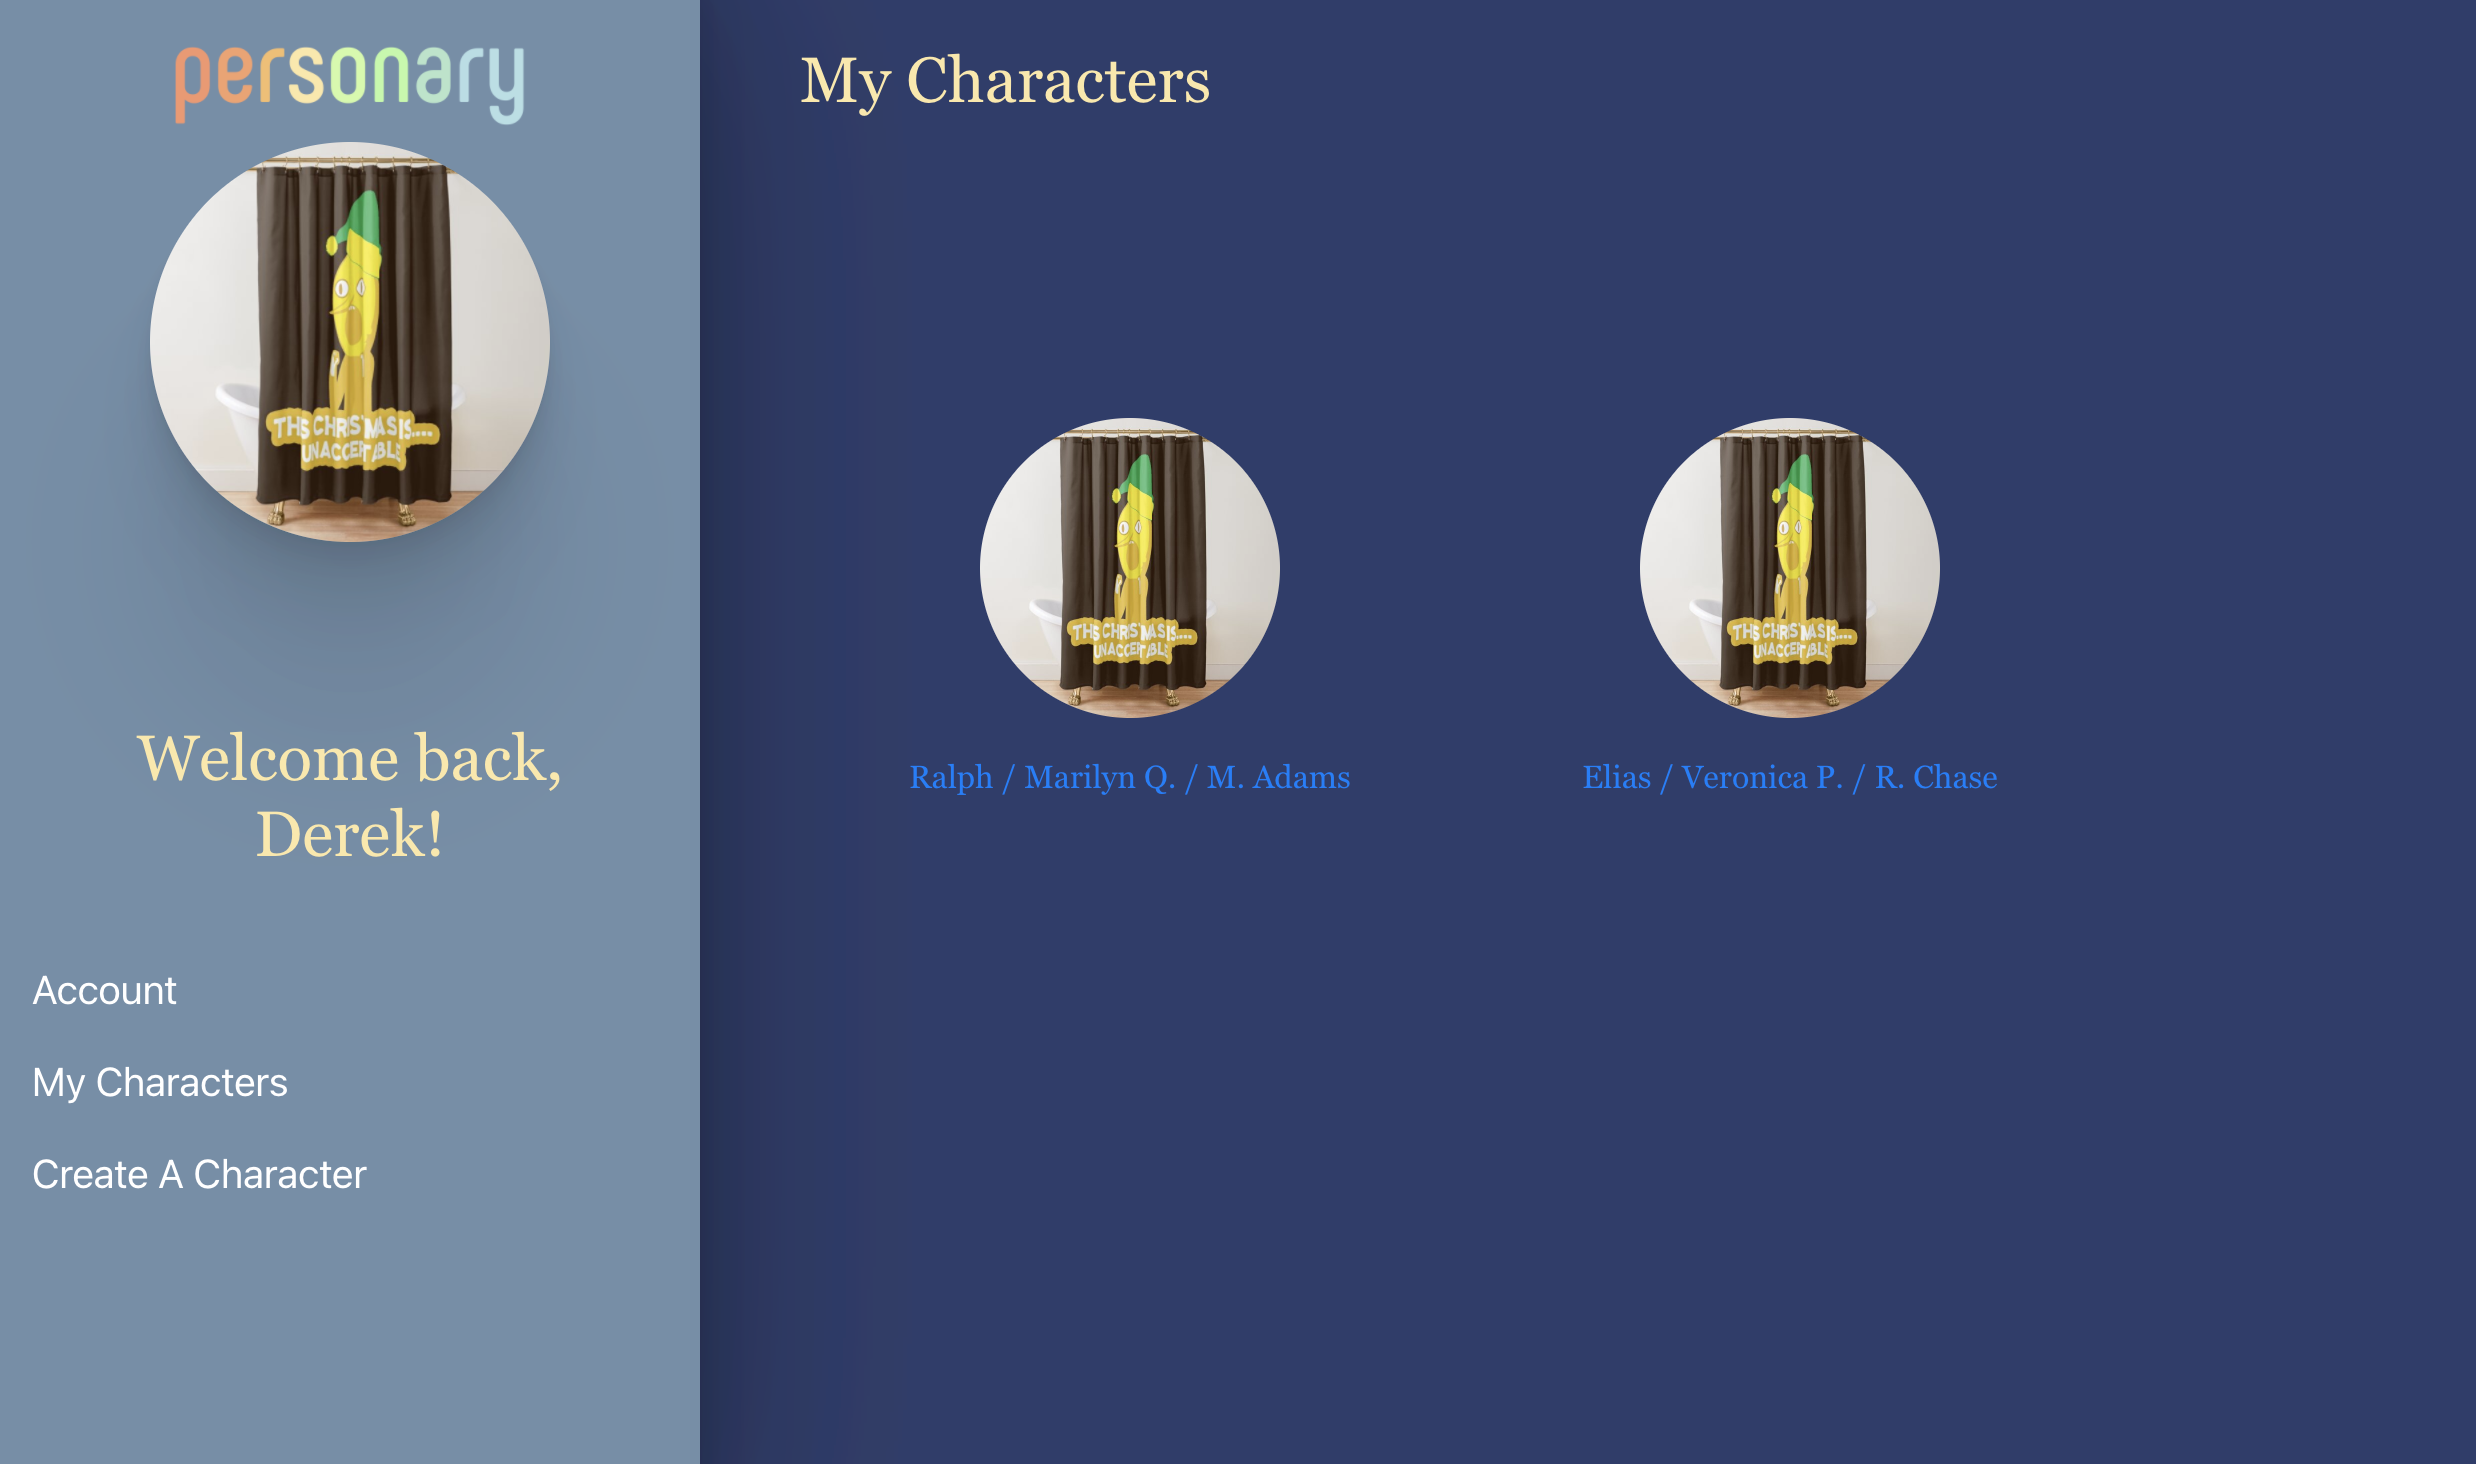 personary
THIS CHRISTMAS IS....
UNACCEPTABLE
Welcome back,
Derek!
Account
My Characters
Create A Character
My Characters
THIS CHRISTMAS IS....
UNACCEPTABLE
THIS CHRISTMAS IS....
UNACCEPTABLE
Ralph / Marilyn Q. / M. Adams
Elias / Veronica P. / R. Chase